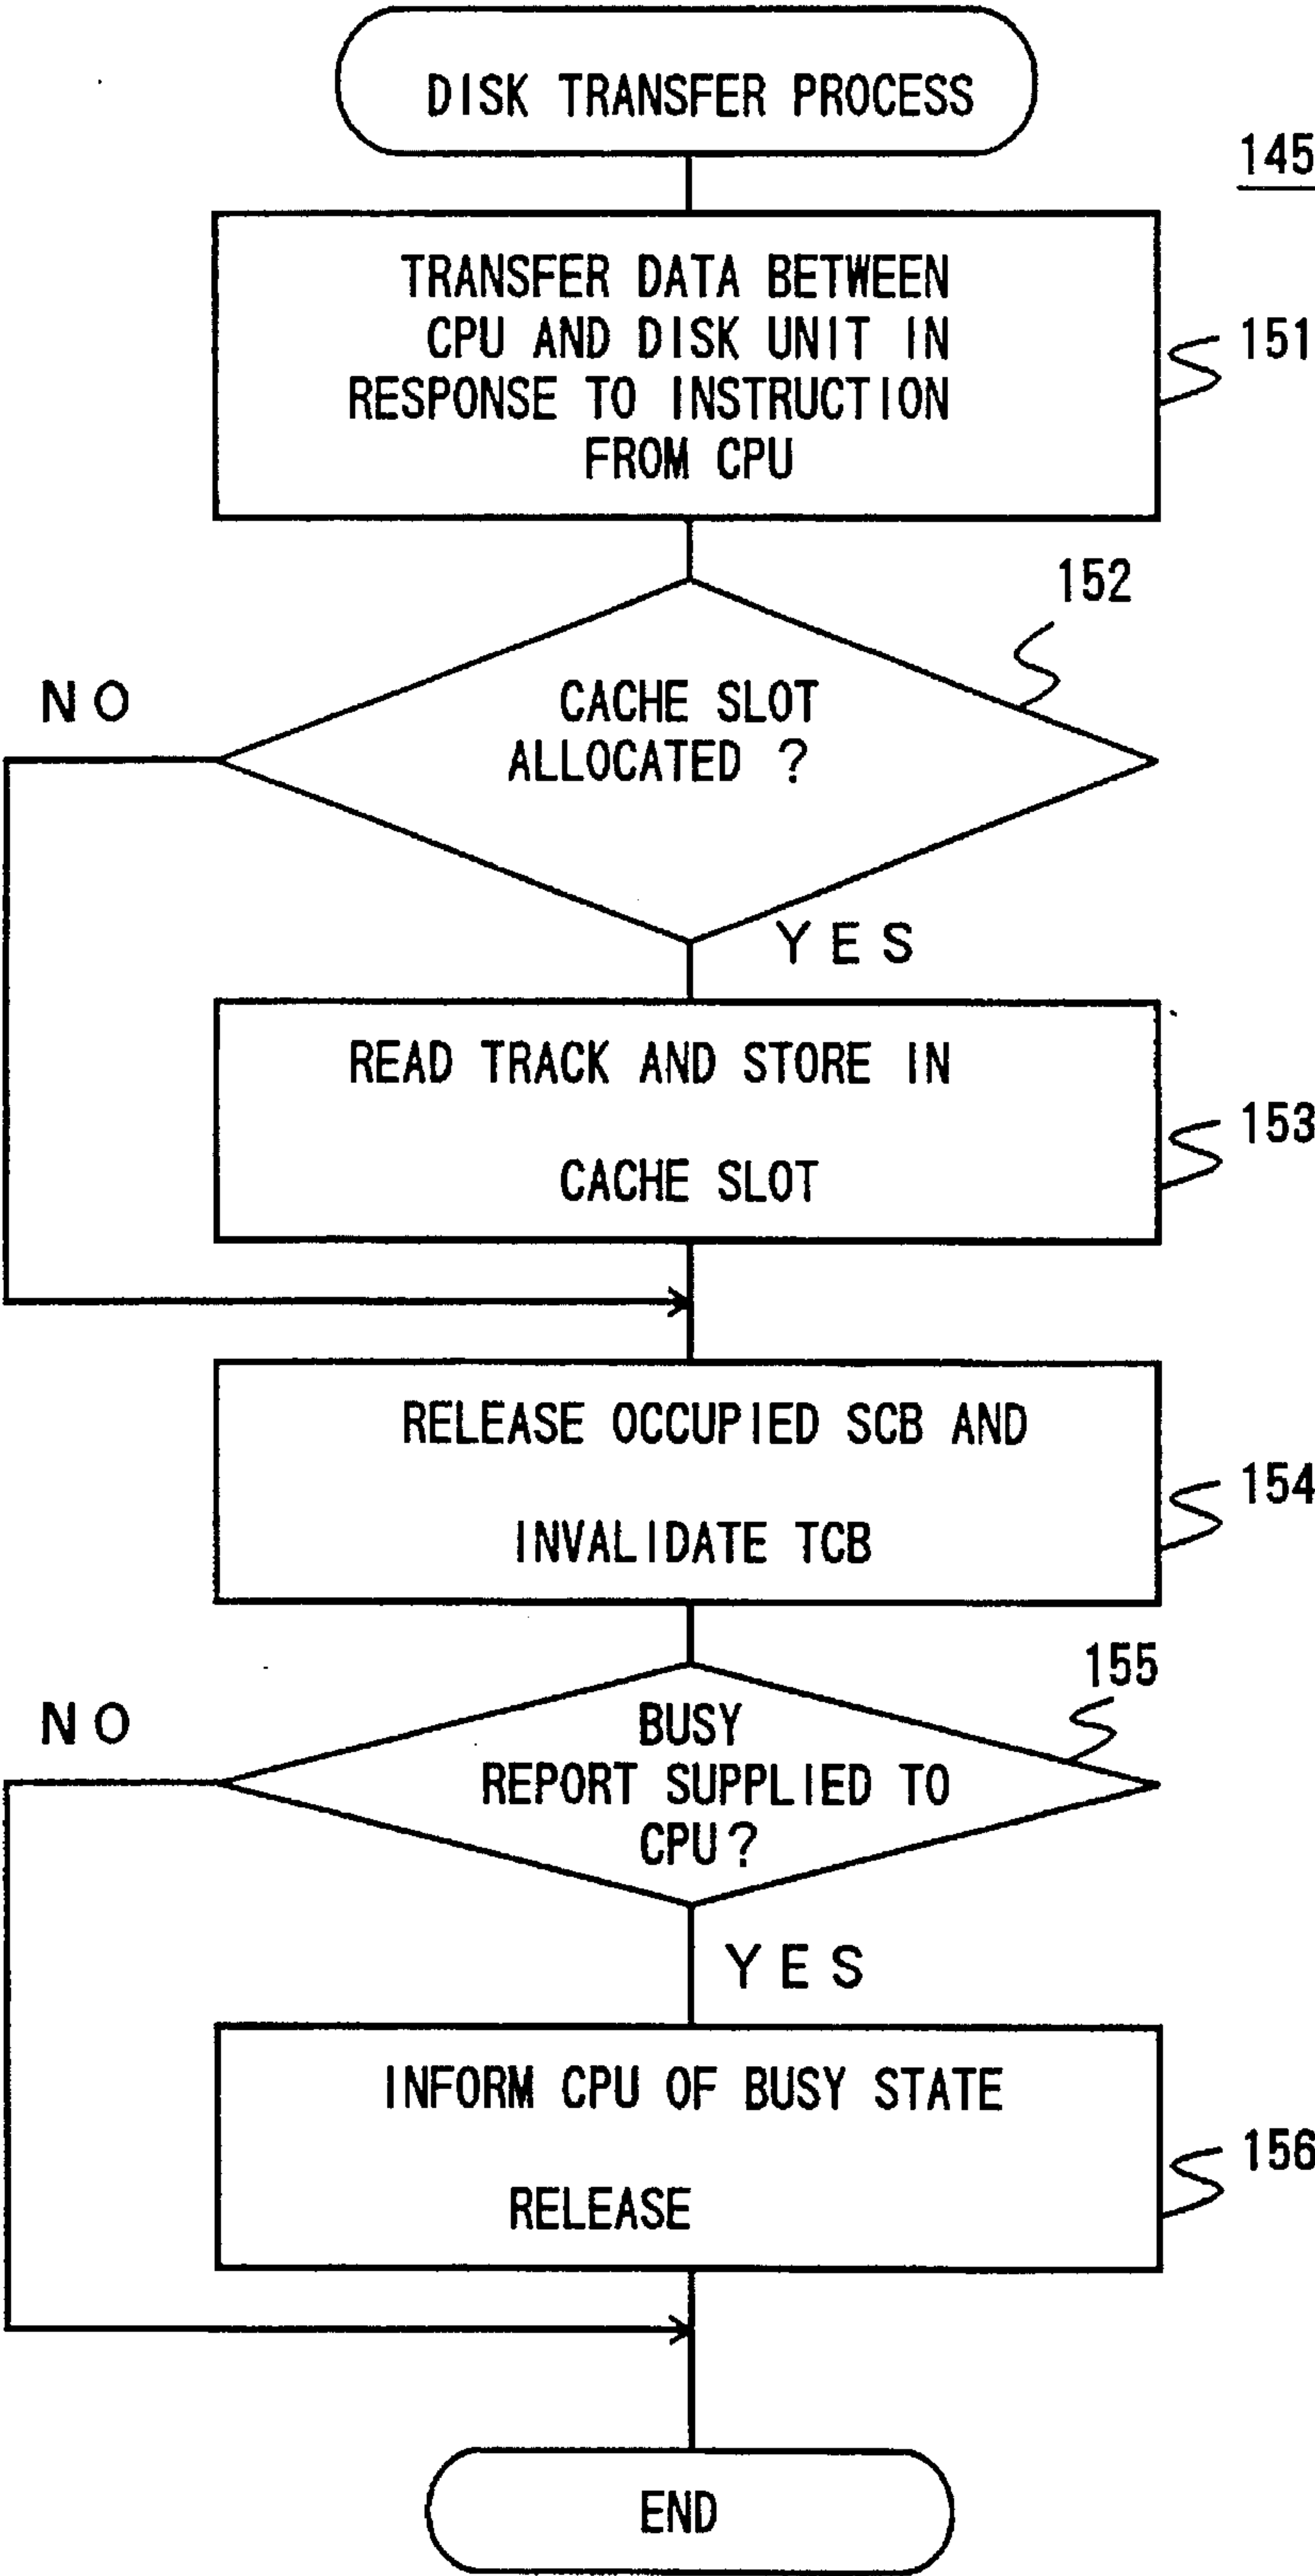 DISK TRANSFER PROCESS
145
TRANSFER DATA BETWEEN
CPU AND DISK UNIT IN
RESPONSE TO INSTRUCTION
FROM CPU
151
152
NO
CACHE SLOT
ALLOCATED ?
YES
READ TRACK AND STORE IN
CACHE SLOT
153
RELEASE OCCUPIED SCB AND
INVALIDATE TCB
154
155
NO
BUSY
REPORT SUPPLIED TO
CPU?
YES
INFORM CPU OF BUSY STATE
RELEASE
156
END